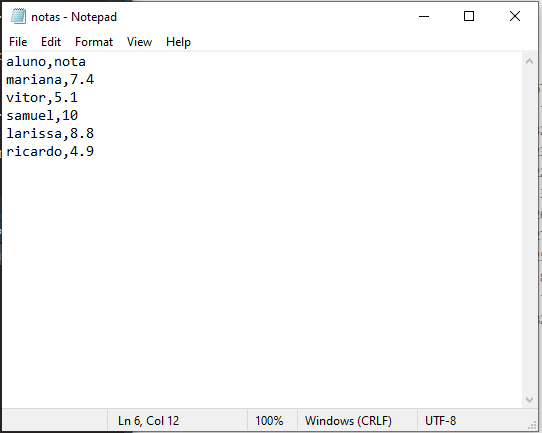 notas - Notepad
File Edit Format View Help
aluno,nota
mariana,7.4
vitor,5.1
samuel,10
larissa,8.8
ricardo,4.9
Ln 6, Col 12 100% Windows (CRLF) UTF-8